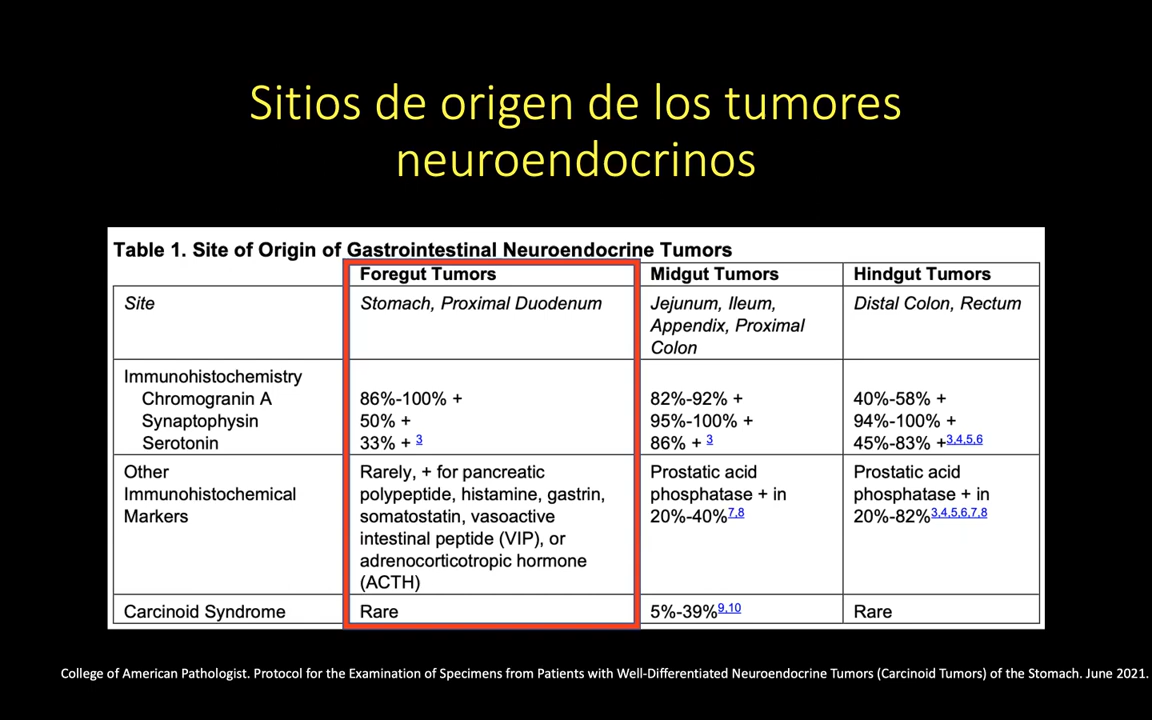 Sitios de origen de los tumores
neuroendocrinos
Table 1. Site of Origin of Gastrointestinal Neuroendocrine Tumors
Foregut Tumors Midgut Tumors Hindgut Tumors
Site Stomach, Proximal Duodenum Jejunum, Ileum, Distal Colon, Rectum
Appendix, Proximal
Colon
Immunohistochemistry
Chromogranin A 86%-100% + 82%-92% + 40%-58% +
Synaptophysin 50% + 95%-100% + 94%-100% +
Serotonin 33% + 3 86% + 3 45%-83% +3,4,5,6
Other Rarely, + for pancreatic Prostatic acid Prostatic acid
Immunohistochemical polypeptide, histamine, gastrin, phosphatase + in phosphatase + in
Markers somatostatin, vasoactive 20%-40%7,8 20%-82%3,4,5,6,7,8
intestinal peptide (VIP), or
adrenocorticotropic hormone
(ACTH)
Carcinoid Syndrome Rare 5%-39%9,10 Rare
College of American Pathologist. Protocol for the Examination of Specimens from Patients with Well-Differentiated Neuroendocrine Tumors (Carcinoid Tumors) of the Stomach. June 2021.